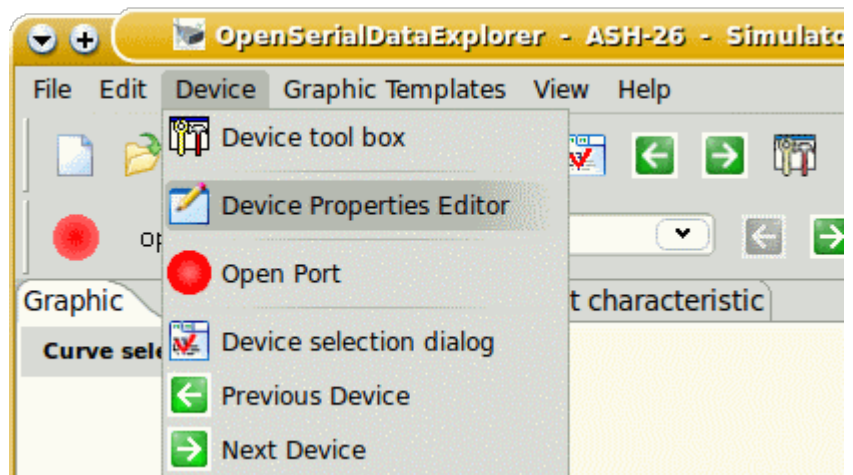 OpenSerialDataExplorer - ASH-26 - Simulato
File Edit Device Graphic Templates View Help
Device tool box
Device Properties Editor
Open Port
Graphic
t characteristic
Device selection dialog
Curve sele
Previous Device
Next Device